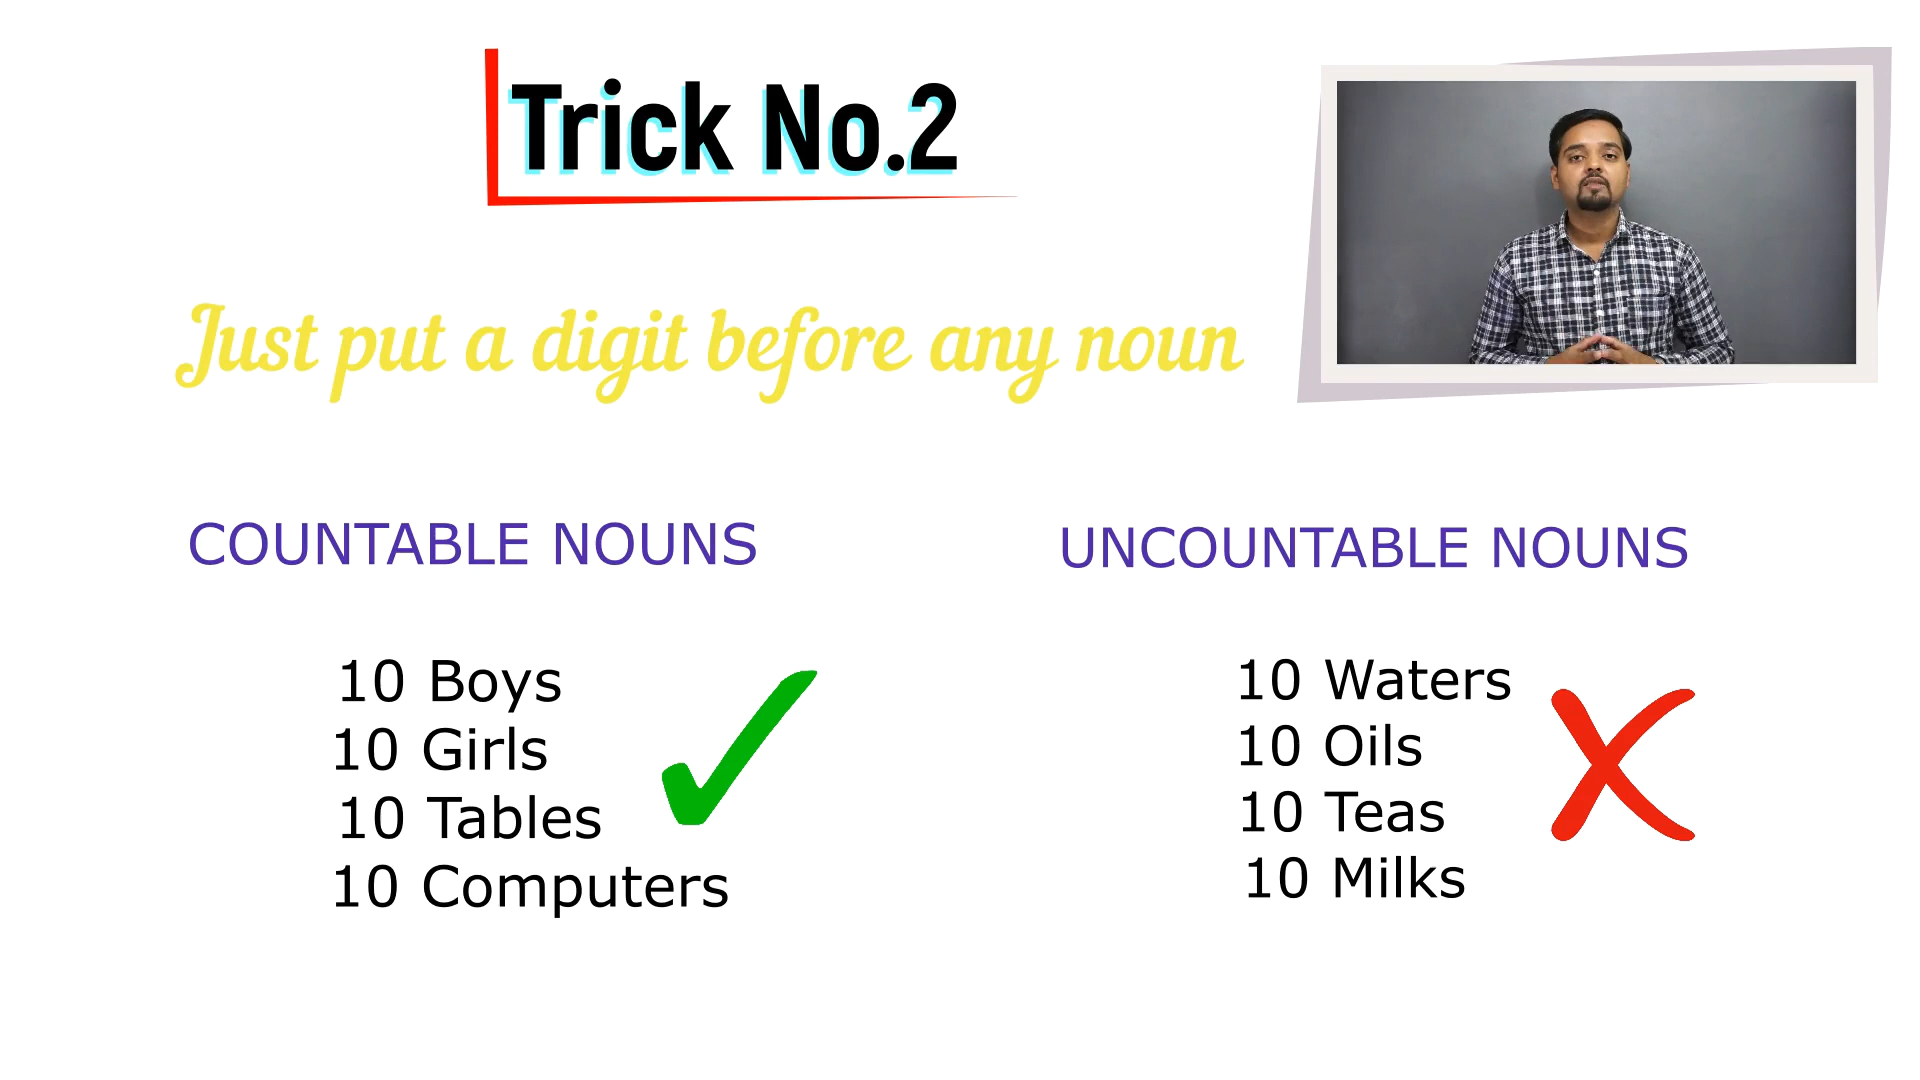 Trick No.2
Just put a digit before any noun
COUNTABLE NOUNS
10 Boys
10 Girls
10 Tables
10 Computers
UNCOUNTABLE NOUNS
10 Waters
10 Oils
10 Teas
10 Milks